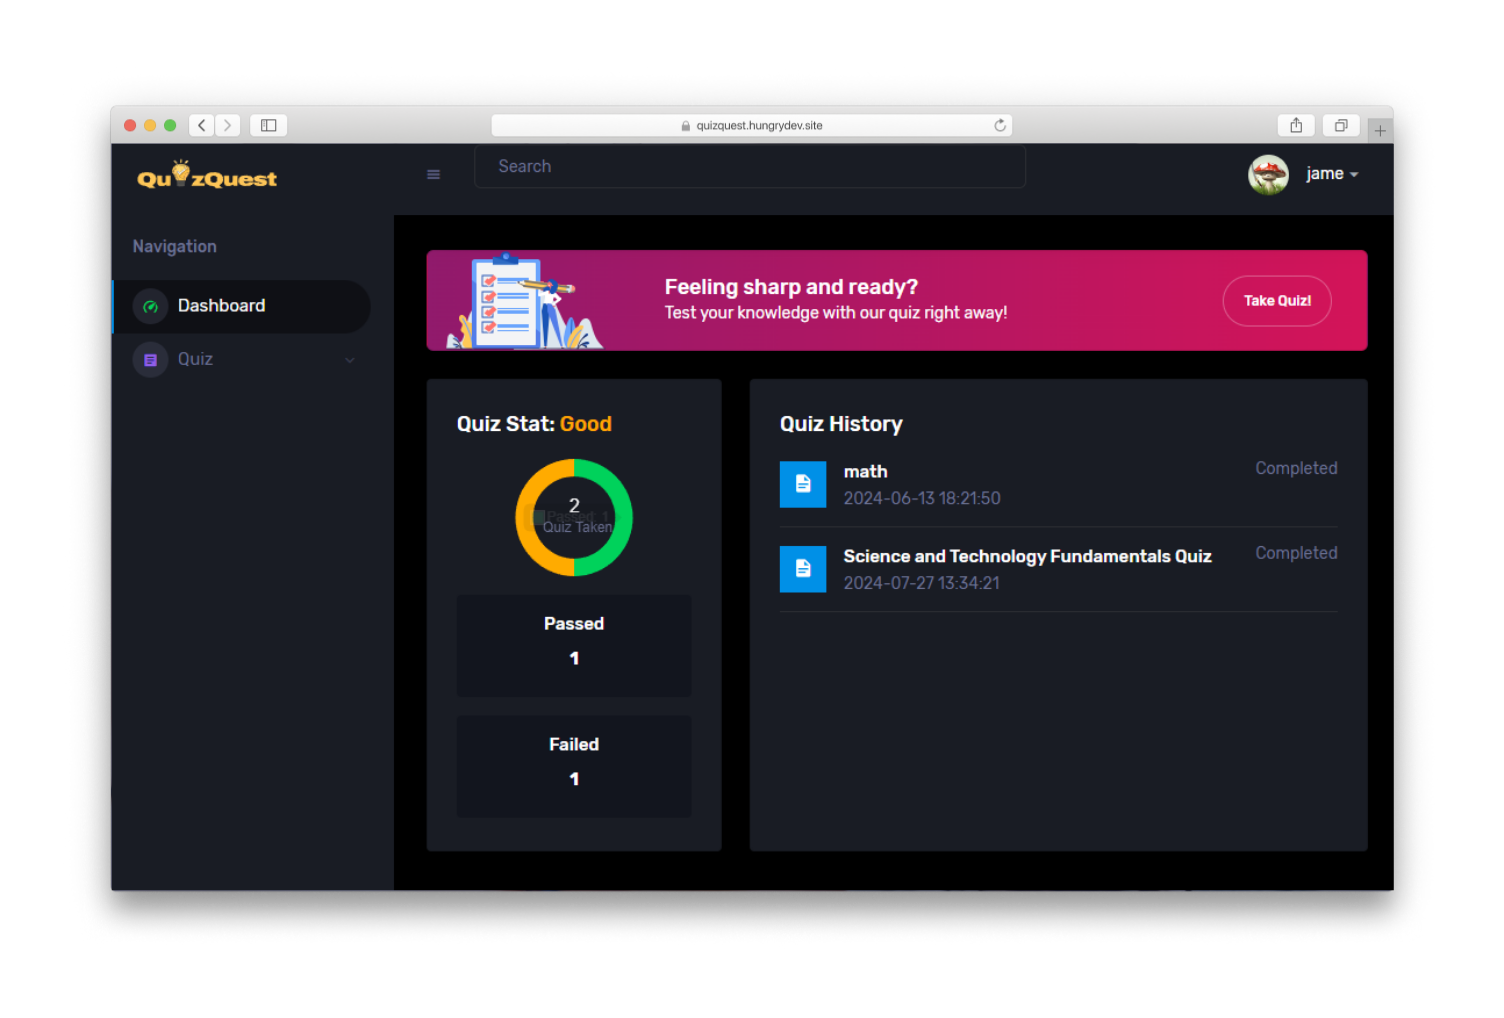 quizquest.hungrydev.site
QuizQuest
Search
jame
Navigation
Dashboard
Quiz
Feeling sharp and ready?
Test your knowledge with our quiz right away!
Take Quiz!
Quiz Stat: Good
2
Passed: 1
Quiz Taken
Passed
1
Failed
1
Quiz History
math
Completed
2024-06-13 18:21:50
Science and Technology Fundamentals Quiz
Completed
2024-07-27 13:34:21